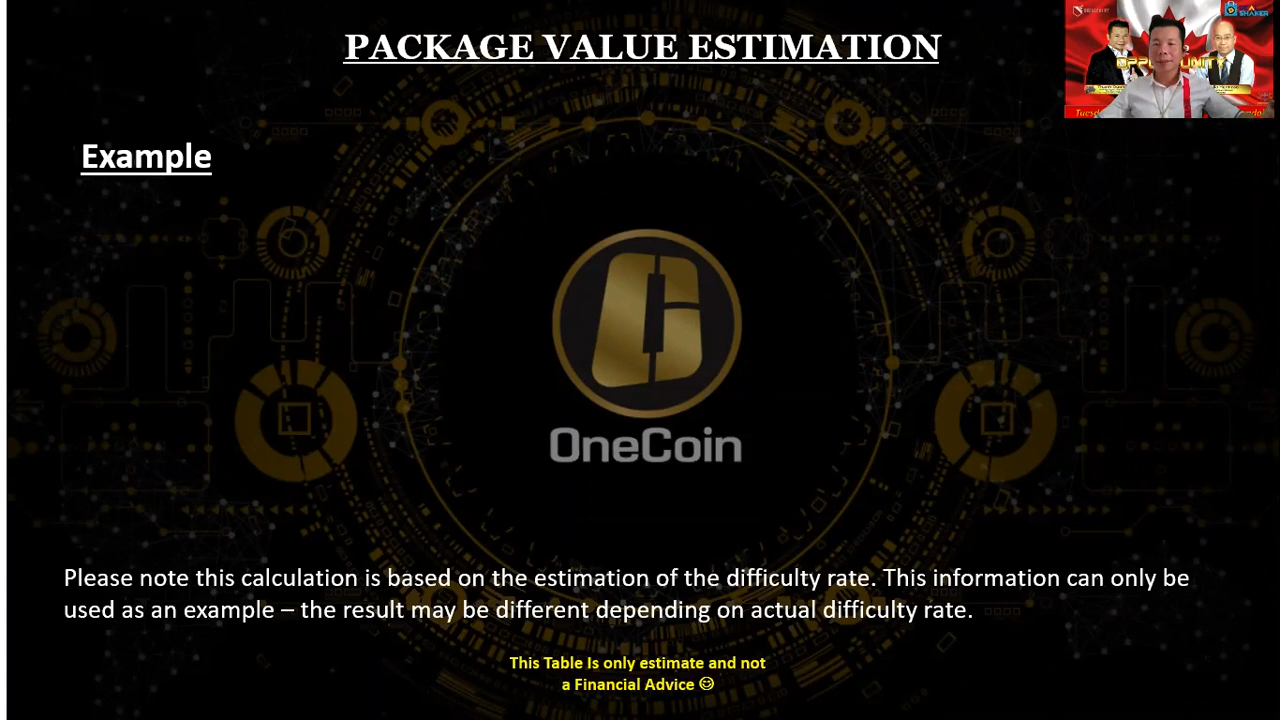 PACKAGE VALUE ESTIMATION
SHAKER
OPPORTUNITY
Example
OneCoin
Please note this calculation is based on the estimation of the difficulty rate. This information can only be
used as an example – the result may be different depending on actual difficulty rate.
This Table Is only estimate and not
a Financial Advice ☺